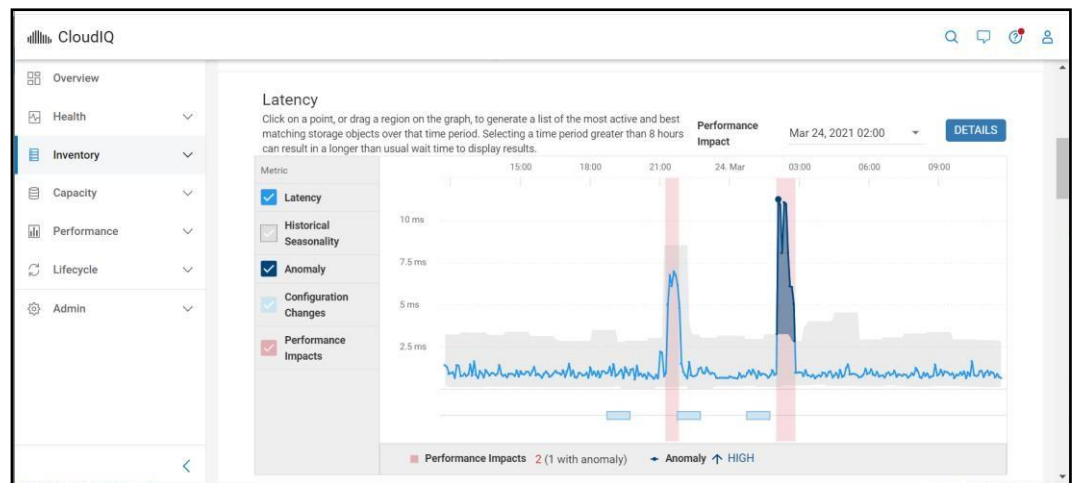 CloudIQ
Overview
Health
Inventory
Capacity
Performance
Lifecycle
Admin
Latency
Click on a point, or drag a region on the graph, to generate a list of the most active and best
matching storage objects over that time period. Selecting a time period greater than 8 hours
can result in a longer than usual wait time to display results.
Performance
Impact
Mar 24, 2021 02:00
DETAILS
Metric
Latency
Historical
Seasonality
Anomaly
Configuration
Changes
Performance
Impacts
15:00 18:00 21:00 24. Mar 03:00 06:00 09:00
10 ms
7.5 ms
5 ms
2.5 ms
Performance Impacts 2 (1 with anomaly) Anomaly ↑ HIGH